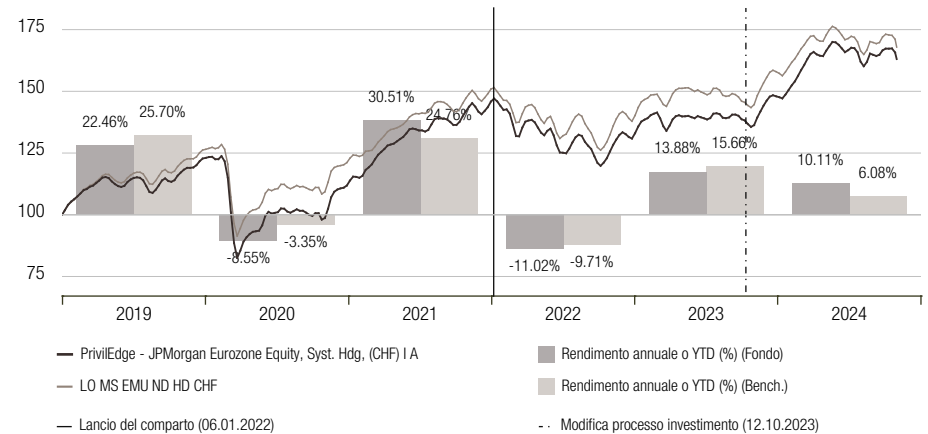 175
150
125
100
75
22.46%
25.70%
-8.55%
-3.35%
30.51%
24.76%
-11.02%
-9.71%
13.88%
15.66%
10.11%
6.08%
2019 2020 2021 2022 2023 2024
PrivilEdge - JPMorgan Eurozone Equity, Syst. Hdg, (CHF) I A
Rendimento annuale o YTD (%) (Fondo)
LO MS EMU ND HD CHF
Rendimento annuale o YTD (%) (Bench.)
Lancio del comparto (06.01.2022)
Modifica processo investimento (12.10.2023)